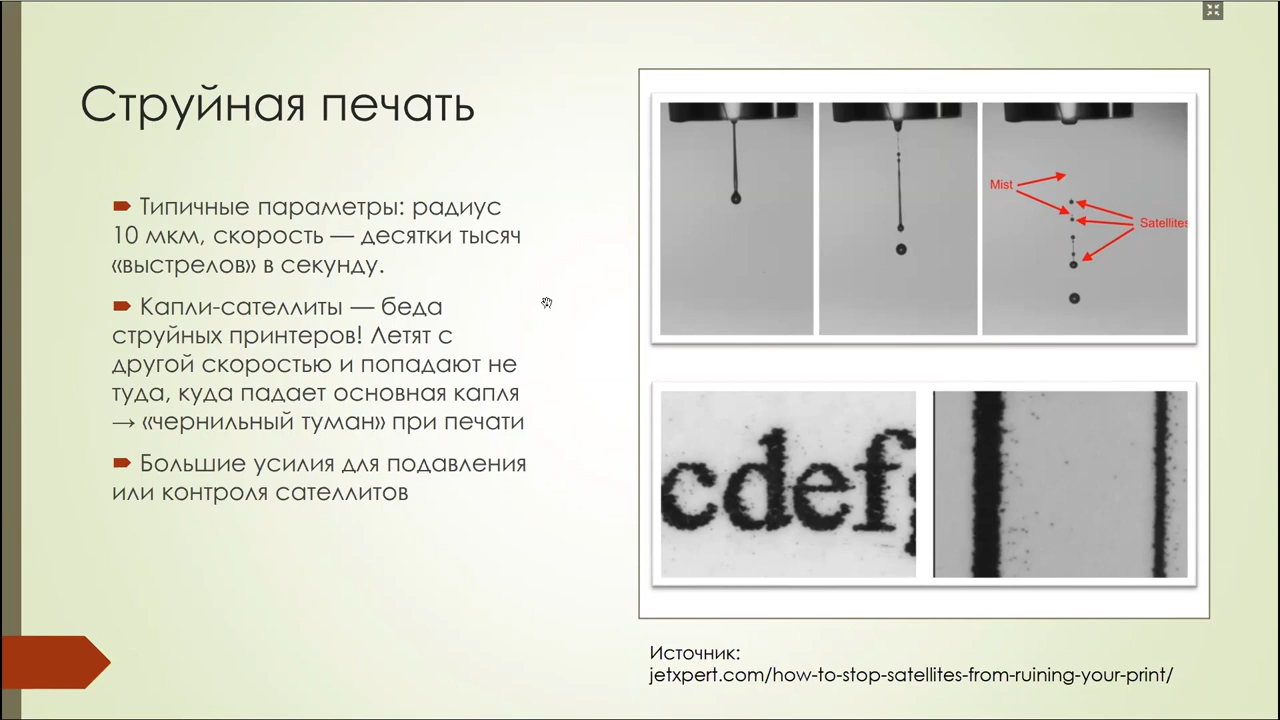 Струйная печать
Типичные параметры: радиус
10 мкм, скорость — десятки тысяч
«выстрелов» в секунду.
Капли-сателлиты — беда
струйных принтеров! Летят с
другой скоростью и попадают не
туда, куда падает основная капля
→ «чернильный туман» при печати
Большие усилия для подавления
или контроля сателлитов
Mist
Satellites
cdef
Источник:
jetxpert.com/how-to-stop-satellites-from-ruining-your-print/